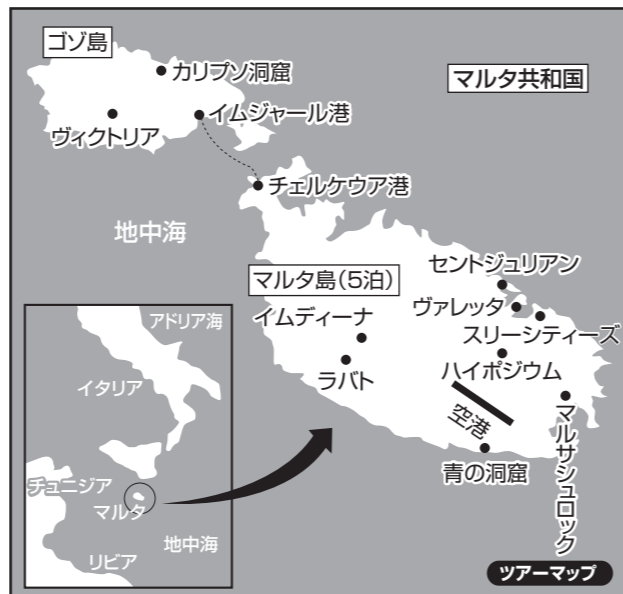 ゴゾ島
カリプソ洞窟
マルタ共和国
イムジャール港
ヴィクトリア
チェルケウア港
地中海
セントジュリアン
マルタ島(5泊)
ヴァレッタ
イムディーナ
スリーシティーズ
ハイポジウム
ラバト
空港
マルサシュロック
青の洞窟
アドリア海
イタリア
チュニジア
マルタ
地中海
リビア
ツアーマップ